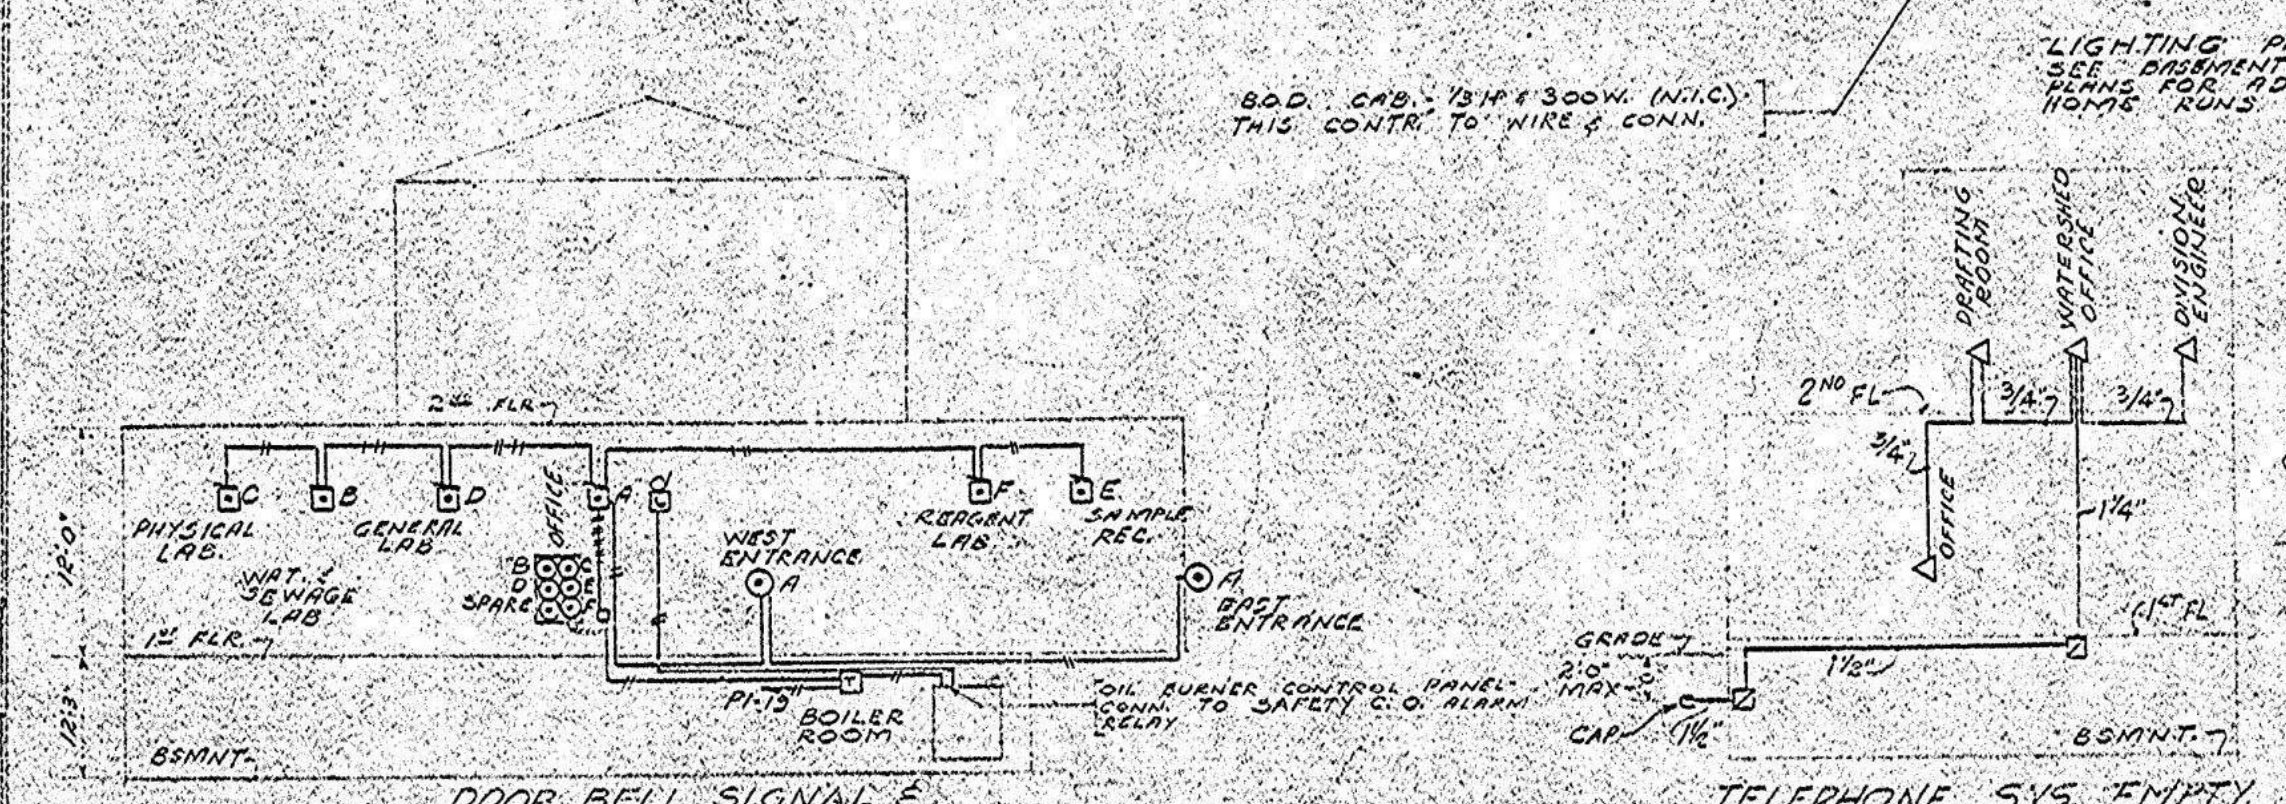 LIGHTING
SEE BASEMENT
PLANS FOR
HOME RUNS
B.O.D. CAB. - 1/3 HP & 300W. (N.I.C.)
THIS CONTR. TO WIRE & CONN.
2ND FLR
C
B
D
A
F
E
PHYSICAL
LAB.
WAT. &
SEWAGE
LAB
GENERAL
LAB
OFFICE
REAGENT
LAB.
SAMPLE
REC.
WEST
ENTRANCE
A
A
EAST
ENTRANCE
B C
D E
SPARE F
12'-0"
1ST FLR.
12'-3"
BSMNT.
P1-19
T
BOILER
ROOM
OIL BURNER CONTROL PANEL-
CONN. TO SAFETY C.O. ALARM
RELAY
DOOR BELL SIGNAL &
DRAFTING
ROOM
WATERSHED
OFFICE
DIVISION
ENGINEER
2ND FL
3/4"
3/4"
3/4"
OFFICE
1 1/4"
1ST FL
GRADE
2'-0"
MAX
1 1/2"
CAP
1 1/2"
BSMNT.
TELEPHONE SYS EMPTY